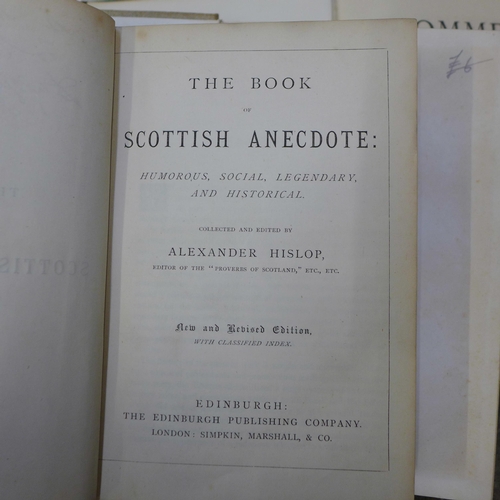 THE BOOK
OF
SCOTTISH ANECDOTE:
HUMOROUS, SOCIAL, LEGENDARY,
AND HISTORICAL.
COLLECTED AND EDITED BY
ALEXANDER HISLOP,
EDITOR OF THE "PROVERBS OF SCOTLAND," ETC., ETC.
New and Revised Edition,
WITH CLASSIFIED INDEX.
EDINBURGH:
THE EDINBURGH PUBLISHING COMPANY.
LONDON: SIMPKIN, MARSHALL, & CO.
OMME
£6